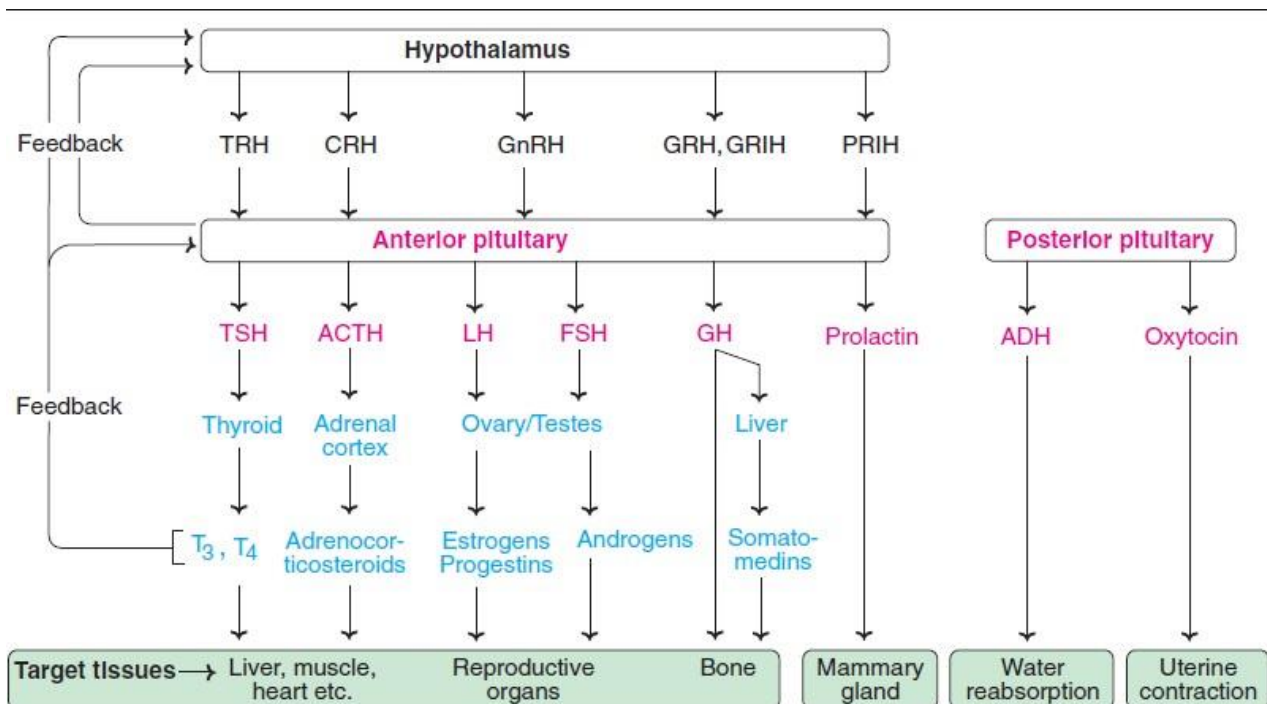 Hypothalamus
Feedback
TRH CRH GnRH GRH, GRIH PRIH
Anterior pituitary Posterior pituitary
TSH ACTH LH FSH GH Prolactin ADH Oxytocin
Feedback
Thyroid Adrenal Ovary/Testes Liver
cortex
T3 , T4 Adrenocor- Estrogens Androgens Somato-
ticosteroids Progestins medins
Target tissues Liver, muscle, Reproductive Bone Mammary Water Uterine
heart etc. organs gland reabsorption contraction